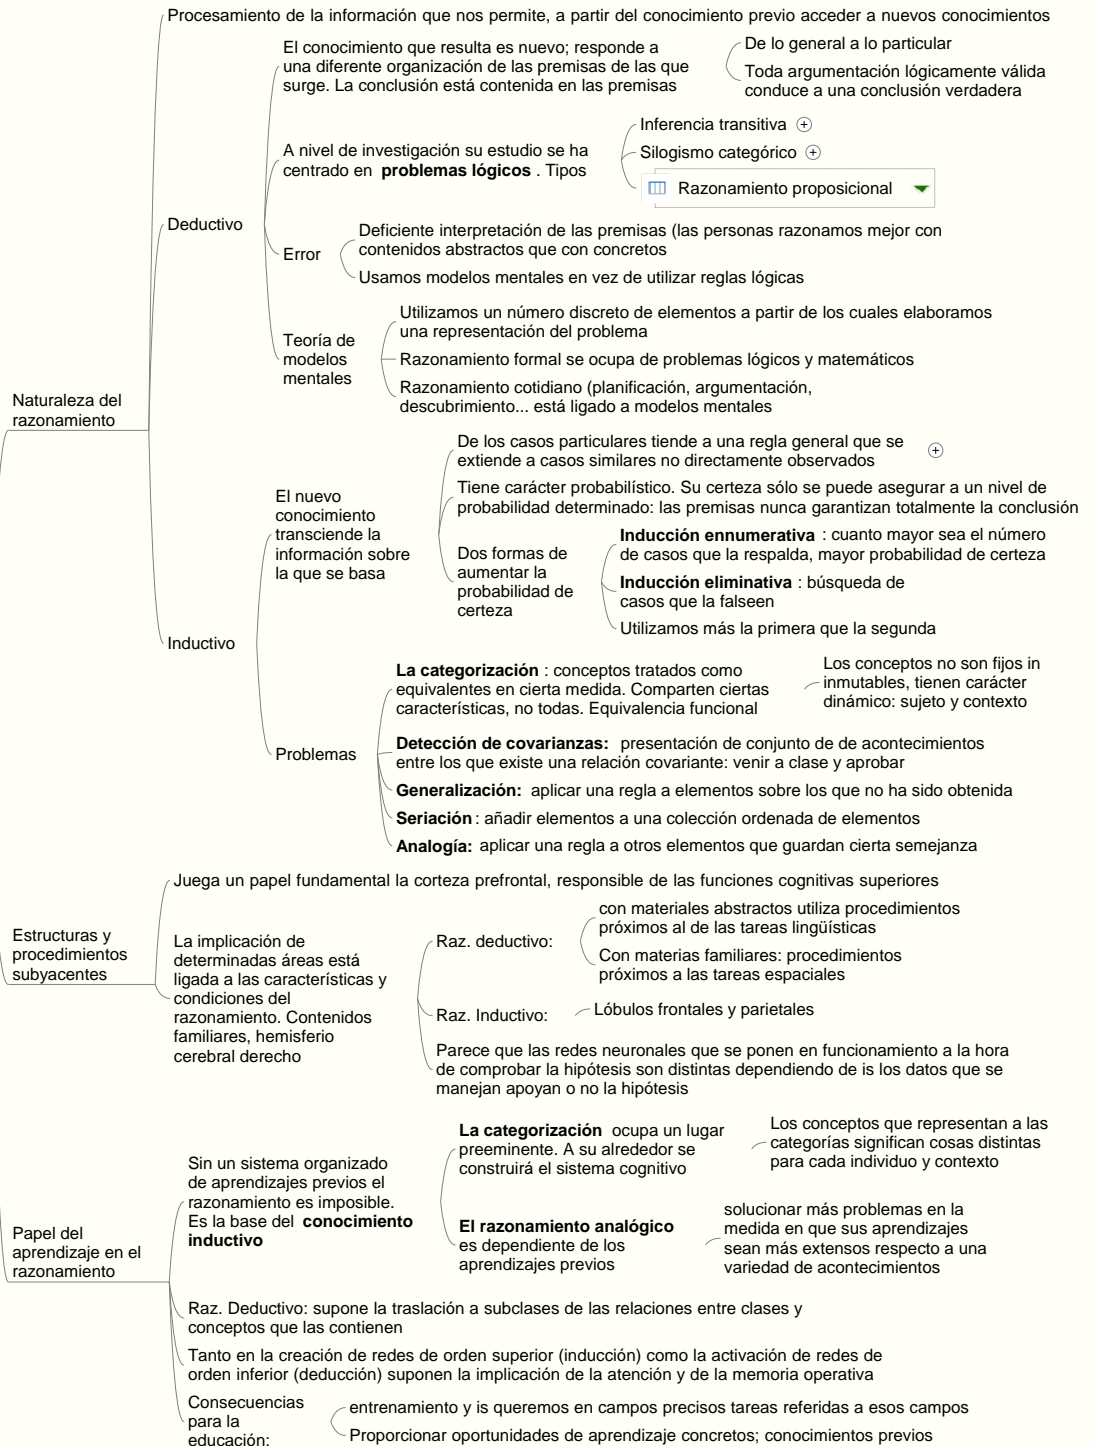 Procesamiento de la información que nos permite, a partir del conocimiento previo acceder a nuevos conocimientos
El conocimiento que resulta es nuevo; responde a
una diferente organización de las premisas de las que
surge. La conclusión está contenida en las premisas
De lo general a lo particular
Toda argumentación lógicamente válida
conduce a una conclusión verdadera
A nivel de investigación su estudio se ha
centrado en problemas lógicos . Tipos
Inferencia transitiva
Silogismo categórico
Razonamiento proposicional
Deductivo
Error
Deficiente interpretación de las premisas (las personas razonamos mejor con
contenidos abstractos que con concretos
Usamos modelos mentales en vez de utilizar reglas lógicas
Teoría de
modelos
mentales
Utilizamos un número discreto de elementos a partir de los cuales elaboramos
una representación del problema
Razonamiento formal se ocupa de problemas lógicos y matemáticos
Razonamiento cotidiano (planificación, argumentación,
descubrimiento... está ligado a modelos mentales
Naturaleza del
razonamiento
El nuevo
conocimiento
transciende la
información sobre
la que se basa
De los casos particulares tiende a una regla general que se
extiende a casos similares no directamente observados
Tiene carácter probabilístico. Su certeza sólo se puede asegurar a un nivel de
probabilidad determinado: las premisas nunca garantizan totalmente la conclusión
Dos formas de
aumentar la
probabilidad de
certeza
Inducción ennumerativa : cuanto mayor sea el número
de casos que la respalda, mayor probabilidad de certeza
Inducción eliminativa : búsqueda de
casos que la falseen
Utilizamos más la primera que la segunda
Inductivo
Problemas
La categorización : conceptos tratados como
equivalentes en cierta medida. Comparten ciertas
características, no todas. Equivalencia funcional
Los conceptos no son fijos in
inmutables, tienen carácter
dinámico: sujeto y contexto
Detección de covarianzas: presentación de conjunto de de acontecimientos
entre los que existe una relación covariante: venir a clase y aprobar
Generalización: aplicar una regla a elementos sobre los que no ha sido obtenida
Seriación : añadir elementos a una colección ordenada de elementos
Analogía: aplicar una regla a otros elementos que guardan cierta semejanza
Estructuras y
procedimientos
subyacentes
Juega un papel fundamental la corteza prefrontal, responsible de las funciones cognitivas superiores
La implicación de
determinadas áreas está
ligada a las características y
condiciones del
razonamiento. Contenidos
familiares, hemisferio
cerebral derecho
Raz. deductivo:
con materiales abstractos utiliza procedimientos
próximos al de las tareas lingüísticas
Con materias familiares: procedimientos
próximos a las tareas espaciales
Raz. Inductivo:
Lóbulos frontales y parietales
Parece que las redes neuronales que se ponen en funcionamiento a la hora
de comprobar la hipótesis son distintas dependiendo de is los datos que se
manejan apoyan o no la hipótesis
Papel del
aprendizaje en el
razonamiento
Sin un sistema organizado
de aprendizajes previos el
razonamiento es imposible.
Es la base del conocimiento
inductivo
La categorización ocupa un lugar
preeminente. A su alrededor se
construirá el sistema cognitivo
Los conceptos que representan a las
categorías significan cosas distintas
para cada individuo y contexto
El razonamiento analógico
es dependiente de los
aprendizajes previos
solucionar más problemas en la
medida en que sus aprendizajes
sean más extensos respecto a una
variedad de acontecimientos
Raz. Deductivo: supone la traslación a subclases de las relaciones entre clases y
conceptos que las contienen
Tanto en la creación de redes de orden superior (inducción) como la activación de redes de
orden inferior (deducción) suponen la implicación de la atención y de la memoria operativa
Consecuencias
para la
educación:
entrenamiento y is queremos en campos precisos tareas referidas a esos campos
Proporcionar oportunidades de aprendizaje concretos; conocimientos previos